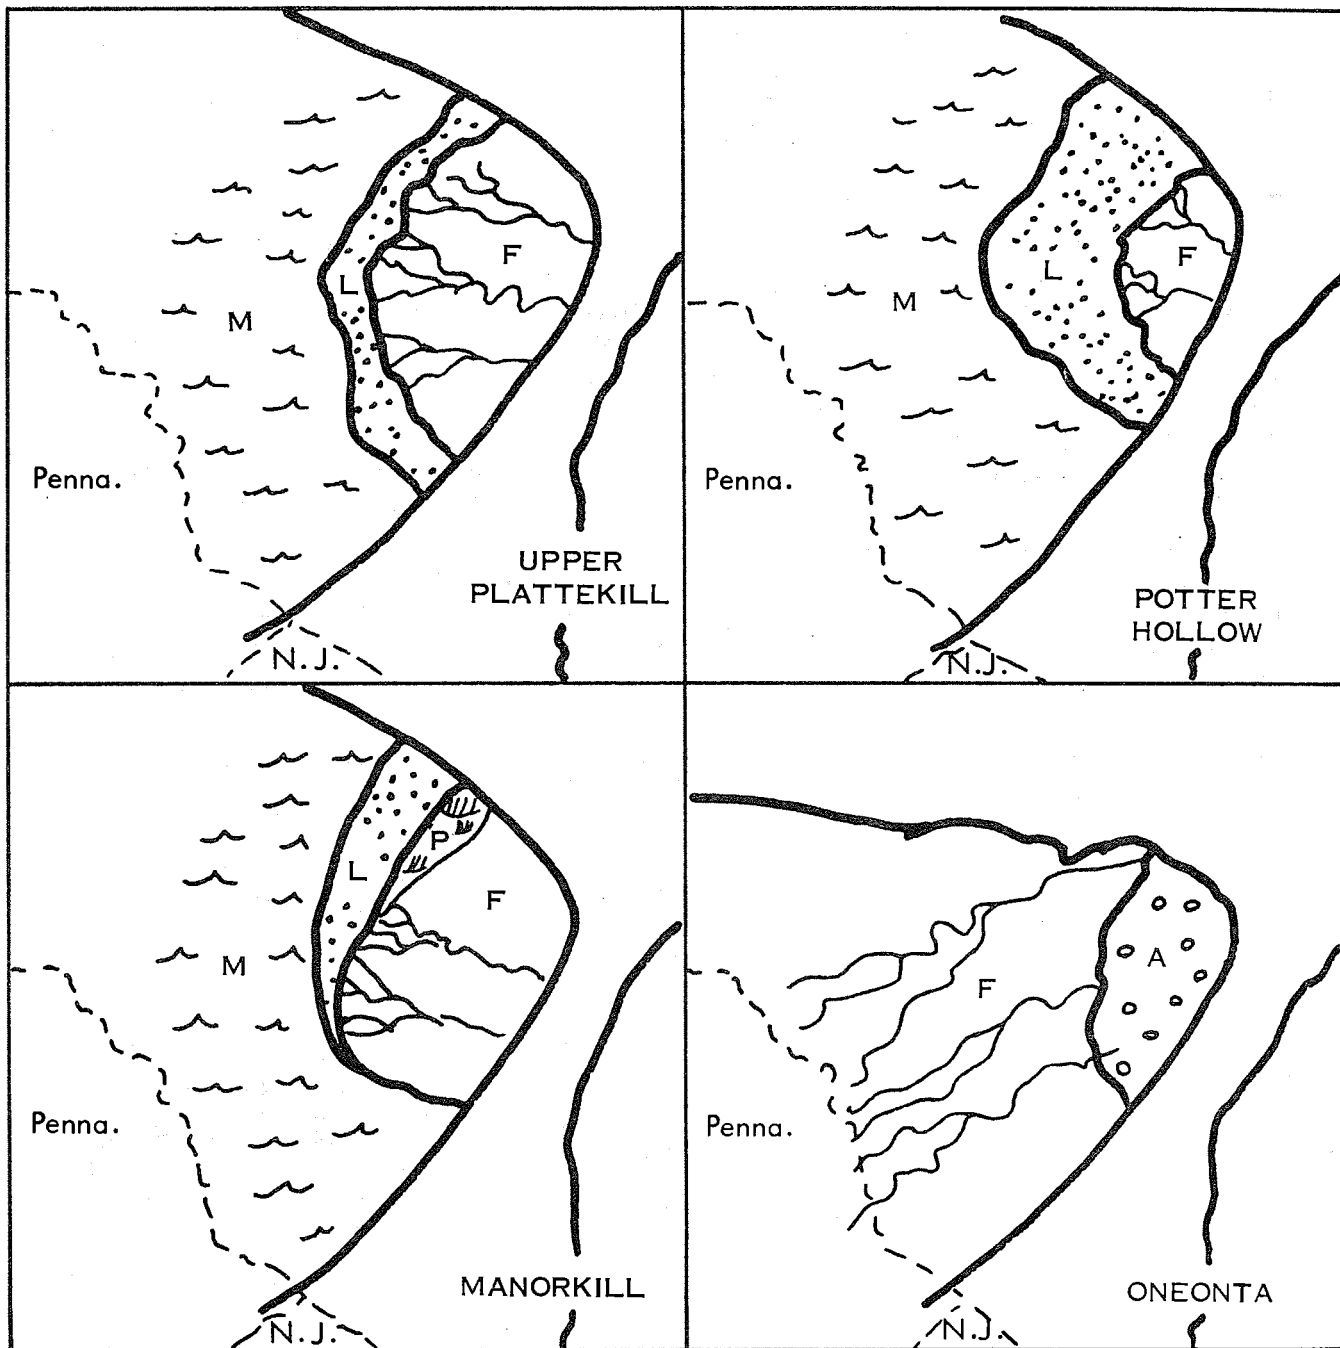 L
F
M
Penna.
UPPER
PLATTEKILL
N.J.
L
F
M
Penna.
POTTER
HOLLOW
N.J.
P
L
F
M
Penna.
MANORKILL
N.J.
A
F
Penna.
ONEONTA
N.J.